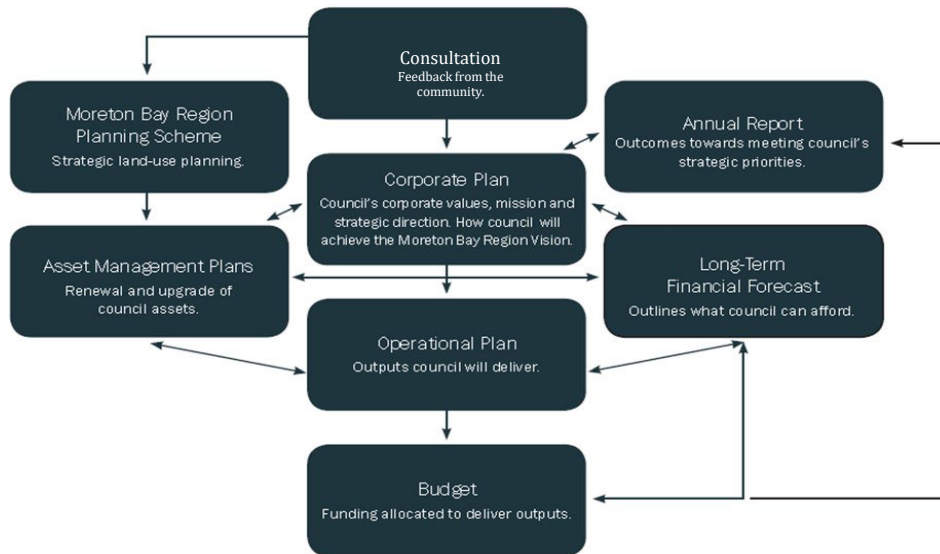 Consultation
Feedback from the
community.
Moreton Bay Region
Planning Scheme
Strategic land-use planning.
Annual Report
Outcomes towards meeting council's
strategic priorities.
Corporate Plan
Council's corporate values, mission and
strategic direction. How council will
achieve the Moreton Bay Region Vision.
Asset Management Plans
Renewal and upgrade of
council assets.
Long-Term
Financial Forecast
Outlines what council can afford.
Operational Plan
Outputs council will deliver.
Budget
Funding allocated to deliver outputs.